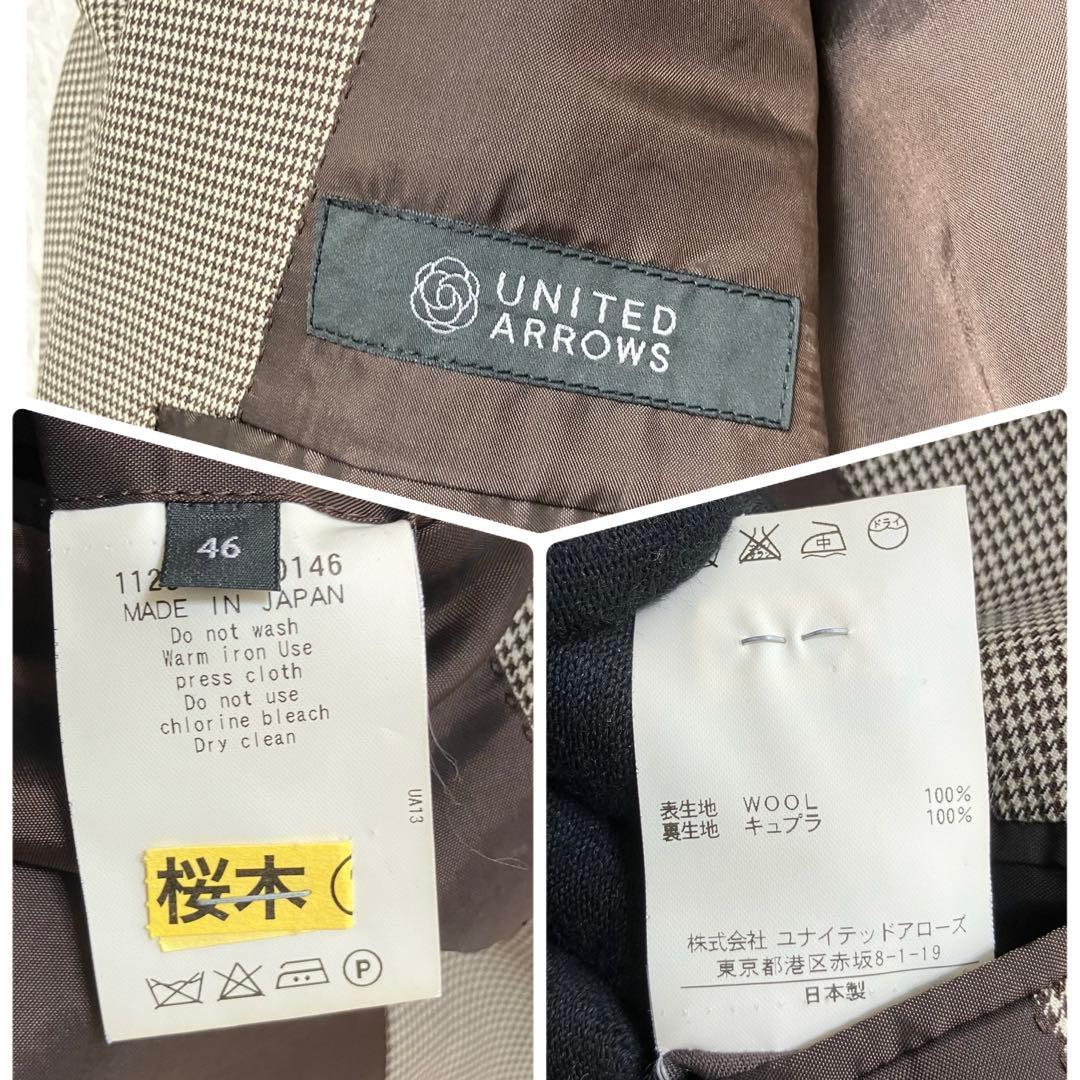 UNITED
ARROWS
46
112 0146
MADE IN JAPAN
Do not wash
Warm iron Use
press cloth
Do not use
chlorine bleach
Dry clean
UA13
桜木
P
中
ドライ
表生地 WOOL 100%
裏生地 キュプラ 100%
株式会社 ユナイテッドアローズ
東京都港区赤坂8-1-19
日本製